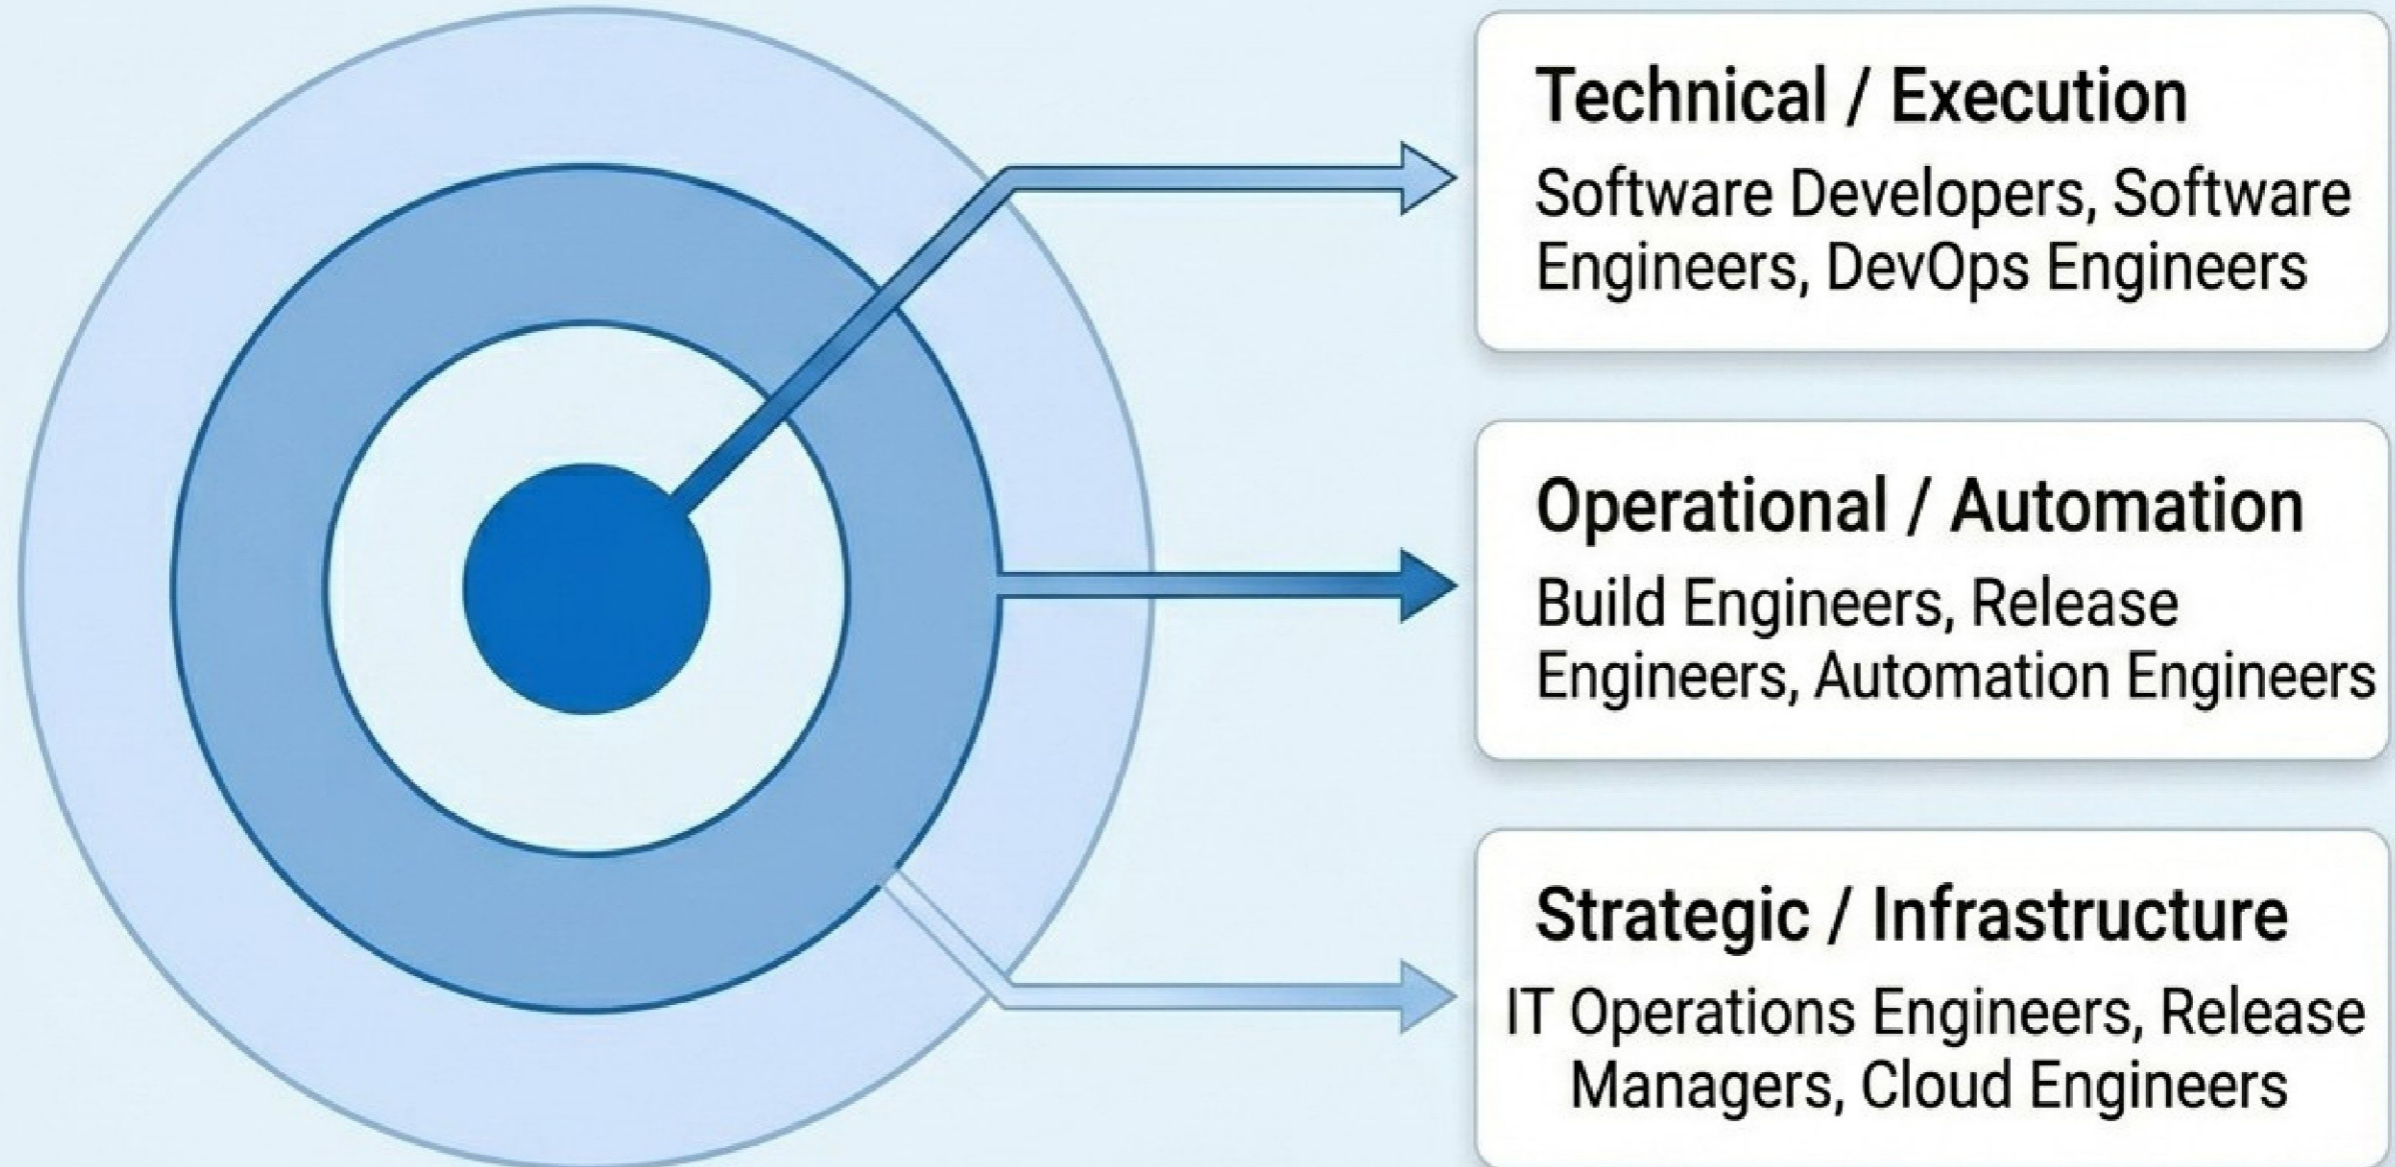 Technical / Execution
Software Developers, Software
Engineers, DevOps Engineers
Operational / Automation
Build Engineers, Release
Engineers, Automation Engineers
Strategic / Infrastructure
IT Operations Engineers, Release
Managers, Cloud Engineers